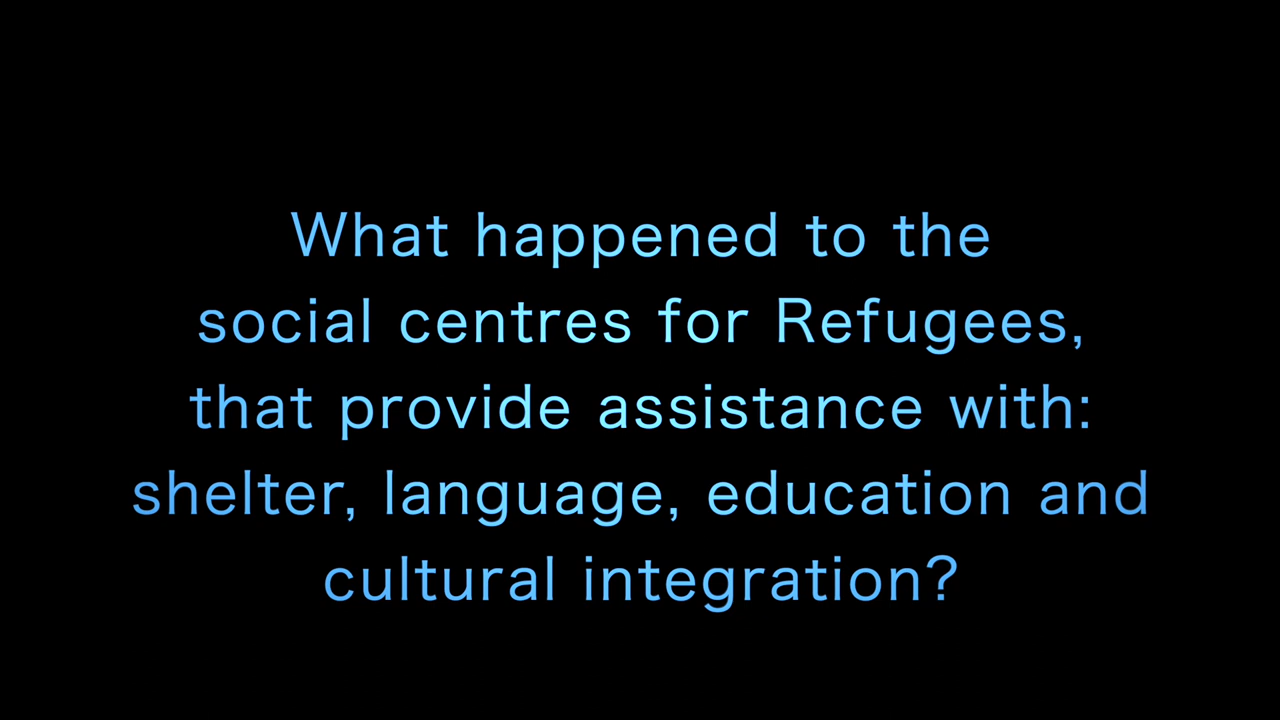 What happened to the
social centres for Refugees,
that provide assistance with:
shelter, language, education and
cultural integration?